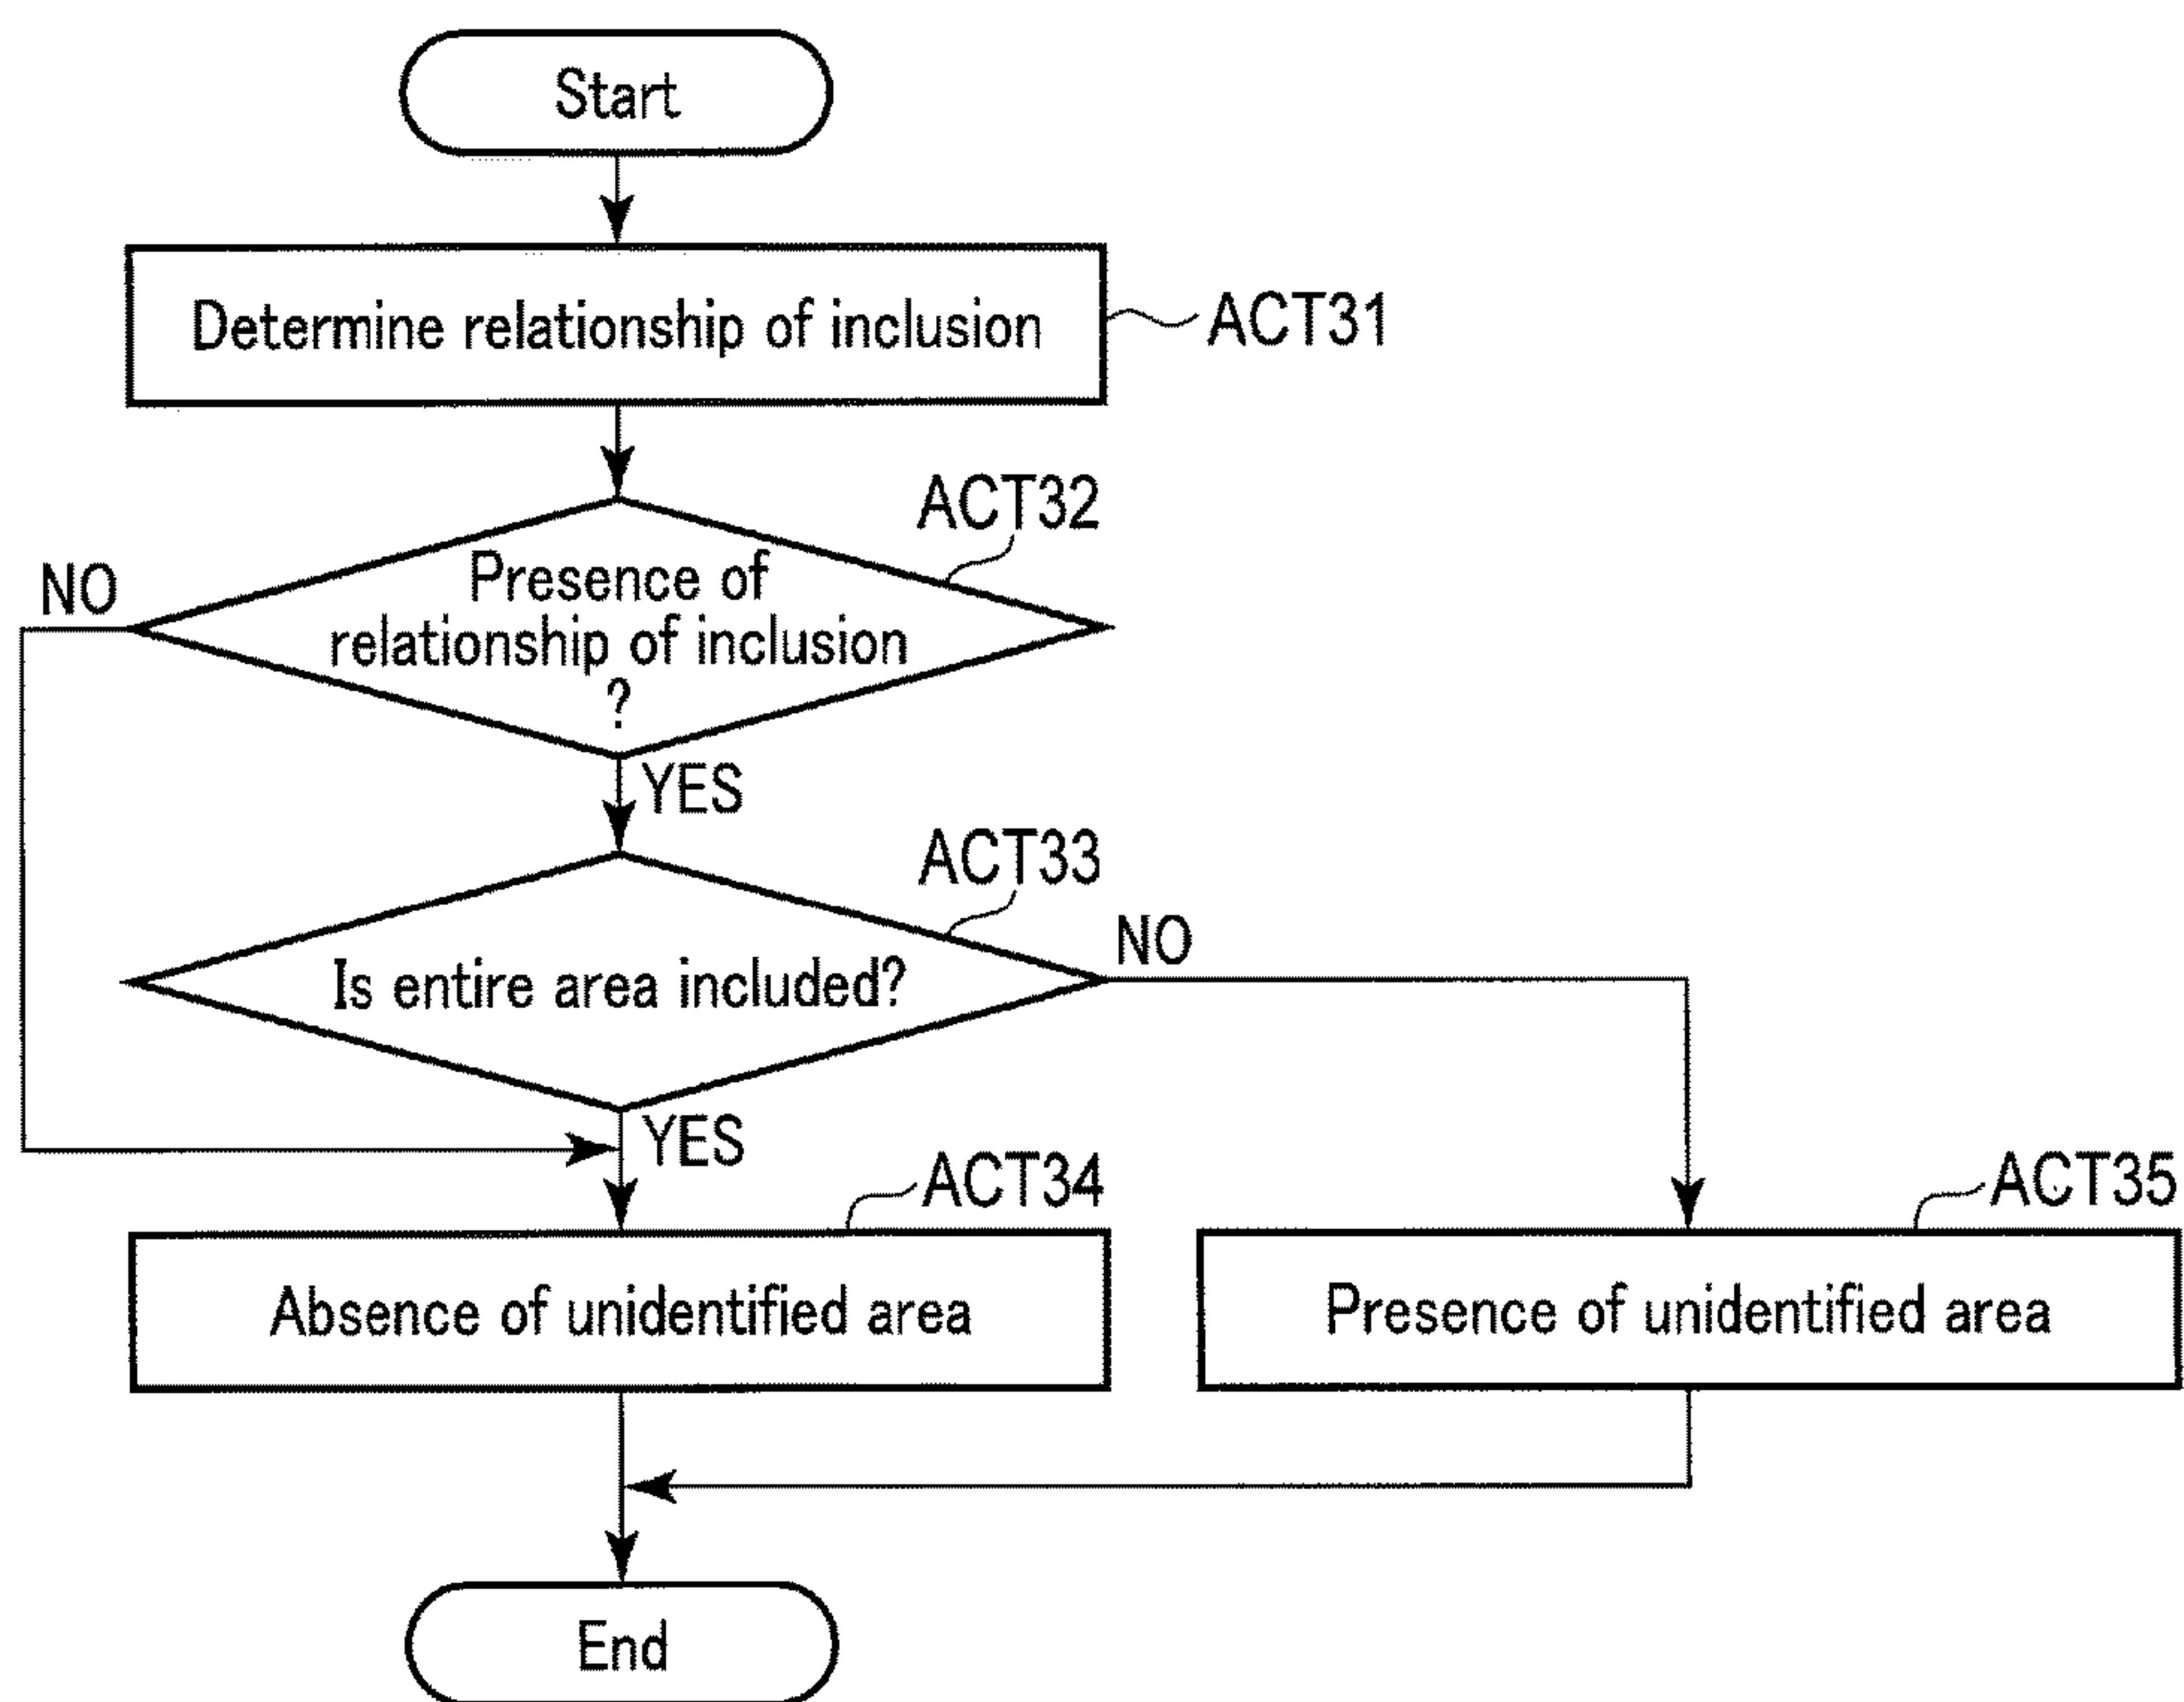 Start
Determine relationship of inclusion
ACT31
ACT32
Presence of
relationship of inclusion
?
NO
YES
ACT33
Is entire area included?
NO
YES
ACT34
Absence of unidentified area
ACT35
Presence of unidentified area
End